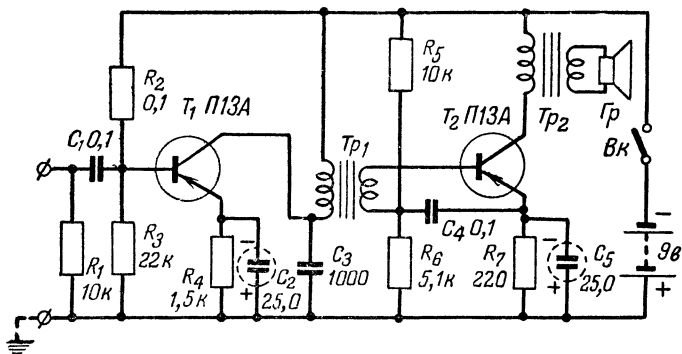 R₅
10к
R₂
0,1
T₁ П13А
T₂ П13А
Tр₂
Гр
Вк
C₁ 0,1
Tр₁
C₄ 0,1
–
9в
+
R₁
10к
R₃
22к
R₄
1,5к
–
+
C₂
25,0
C₃
1000
R₆
5,1к
R₇
220
–
+
C₅
25,0